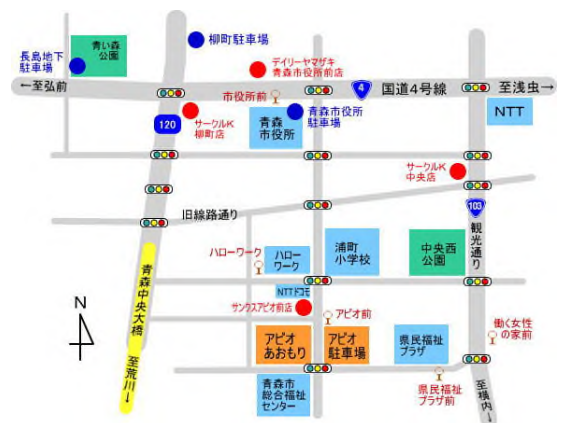 柳町駐車場
青い森
公園
長島地下
駐車場
デイリーヤマザキ
青森市役所前店
←至弘前
市役所前
4
国道4号線
至浅虫→
120
サークルK
柳町店
青森
市役所
青森市役所
駐車場
NTT
サークルK
中央店
103
旧線路通り
観光通り
ハローワーク
ハロー
ワーク
浦町
小学校
中央西
公園
NTTドコモ
サンクスアピオ前店
アピオ前
青森中央大橋
N
アピオ
あおもり
アピオ
駐車場
県民福祉
プラザ
働く女性
の家前
至荒川→
青森市
総合福祉
センター
県民福祉
プラザ前
至横内→